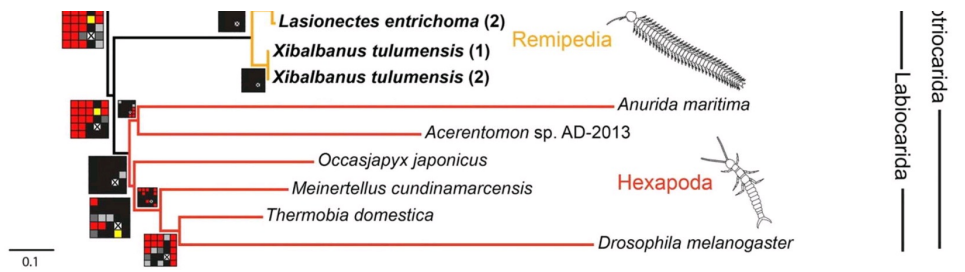 Lasionectes entrichoma (2)
Remipedia
Xibalbanus tulumensis (1)
Xibalbanus tulumensis (2)
Anurida maritima
Acerentomon sp. AD-2013
Occasjapyx japonicus
Hexapoda
Meinertellus cundinamarcensis
Thermobia domestica
Drosophila melanogaster
0.1
Labiocarida
otriocarida